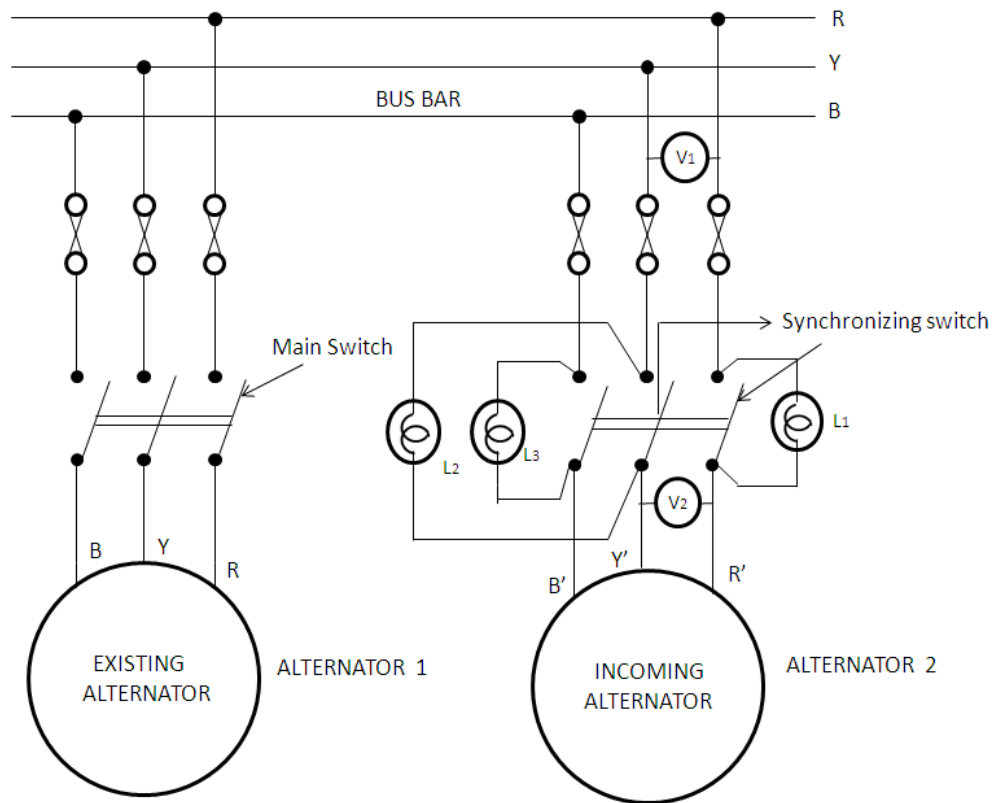 R
Y
BUS BAR
B
V1
Synchronizing switch
Main Switch
L1
L2
L3
V2
B
Y
R
B’
Y’
R’
EXISTING
ALTERNATOR
ALTERNATOR 1
INCOMING
ALTERNATOR
ALTERNATOR 2